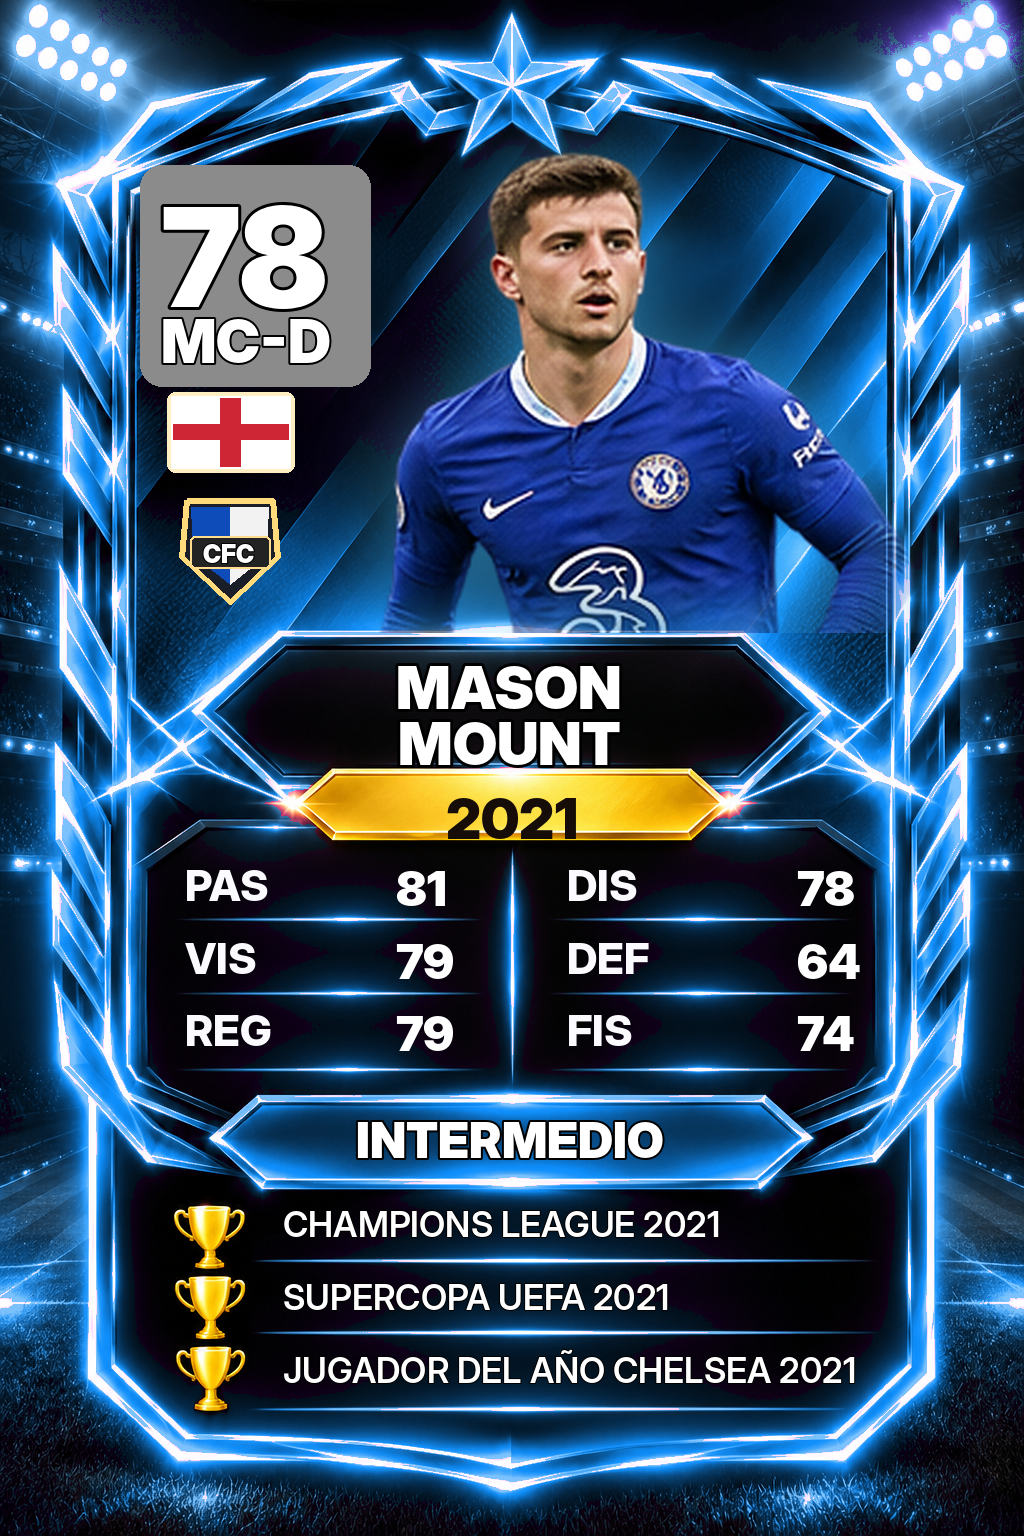 78
MC-D
CFC
3
MASON
MOUNT
2021
PAS 81 DIS 78
VIS 79 DEF 64
REG 79 FIS 74
INTERMEDIO
CHAMPIONS LEAGUE 2021
SUPERCOPA UEFA 2021
JUGADOR DEL AÑO CHELSEA 2021